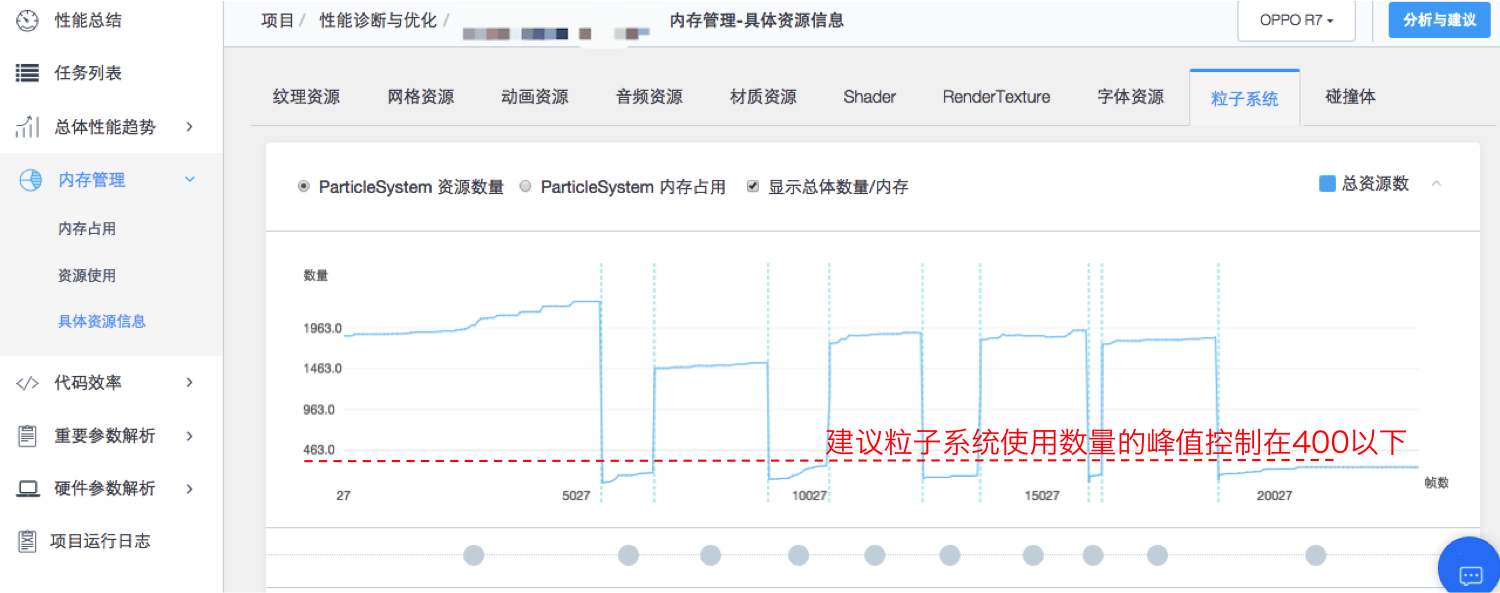 性能总结
任务列表
总体性能趋势
内存管理
内存占用
资源使用
具体资源信息
代码效率
重要参数解析
硬件参数解析
项目运行日志
项目 / 性能诊断与优化 / 内存管理-具体资源信息
OPPO R7
分析与建议
纹理资源 网格资源 动画资源 音频资源 材质资源 Shader RenderTexture 字体资源 粒子系统 碰撞体
ParticleSystem 资源数量 ParticleSystem 内存占用 显示总体数量/内存
总资源数
数量
1963.0
1463.0
963.0
463.0
建议粒子系统使用数量的峰值控制在400以下
27 5027 10027 15027 20027
帧数